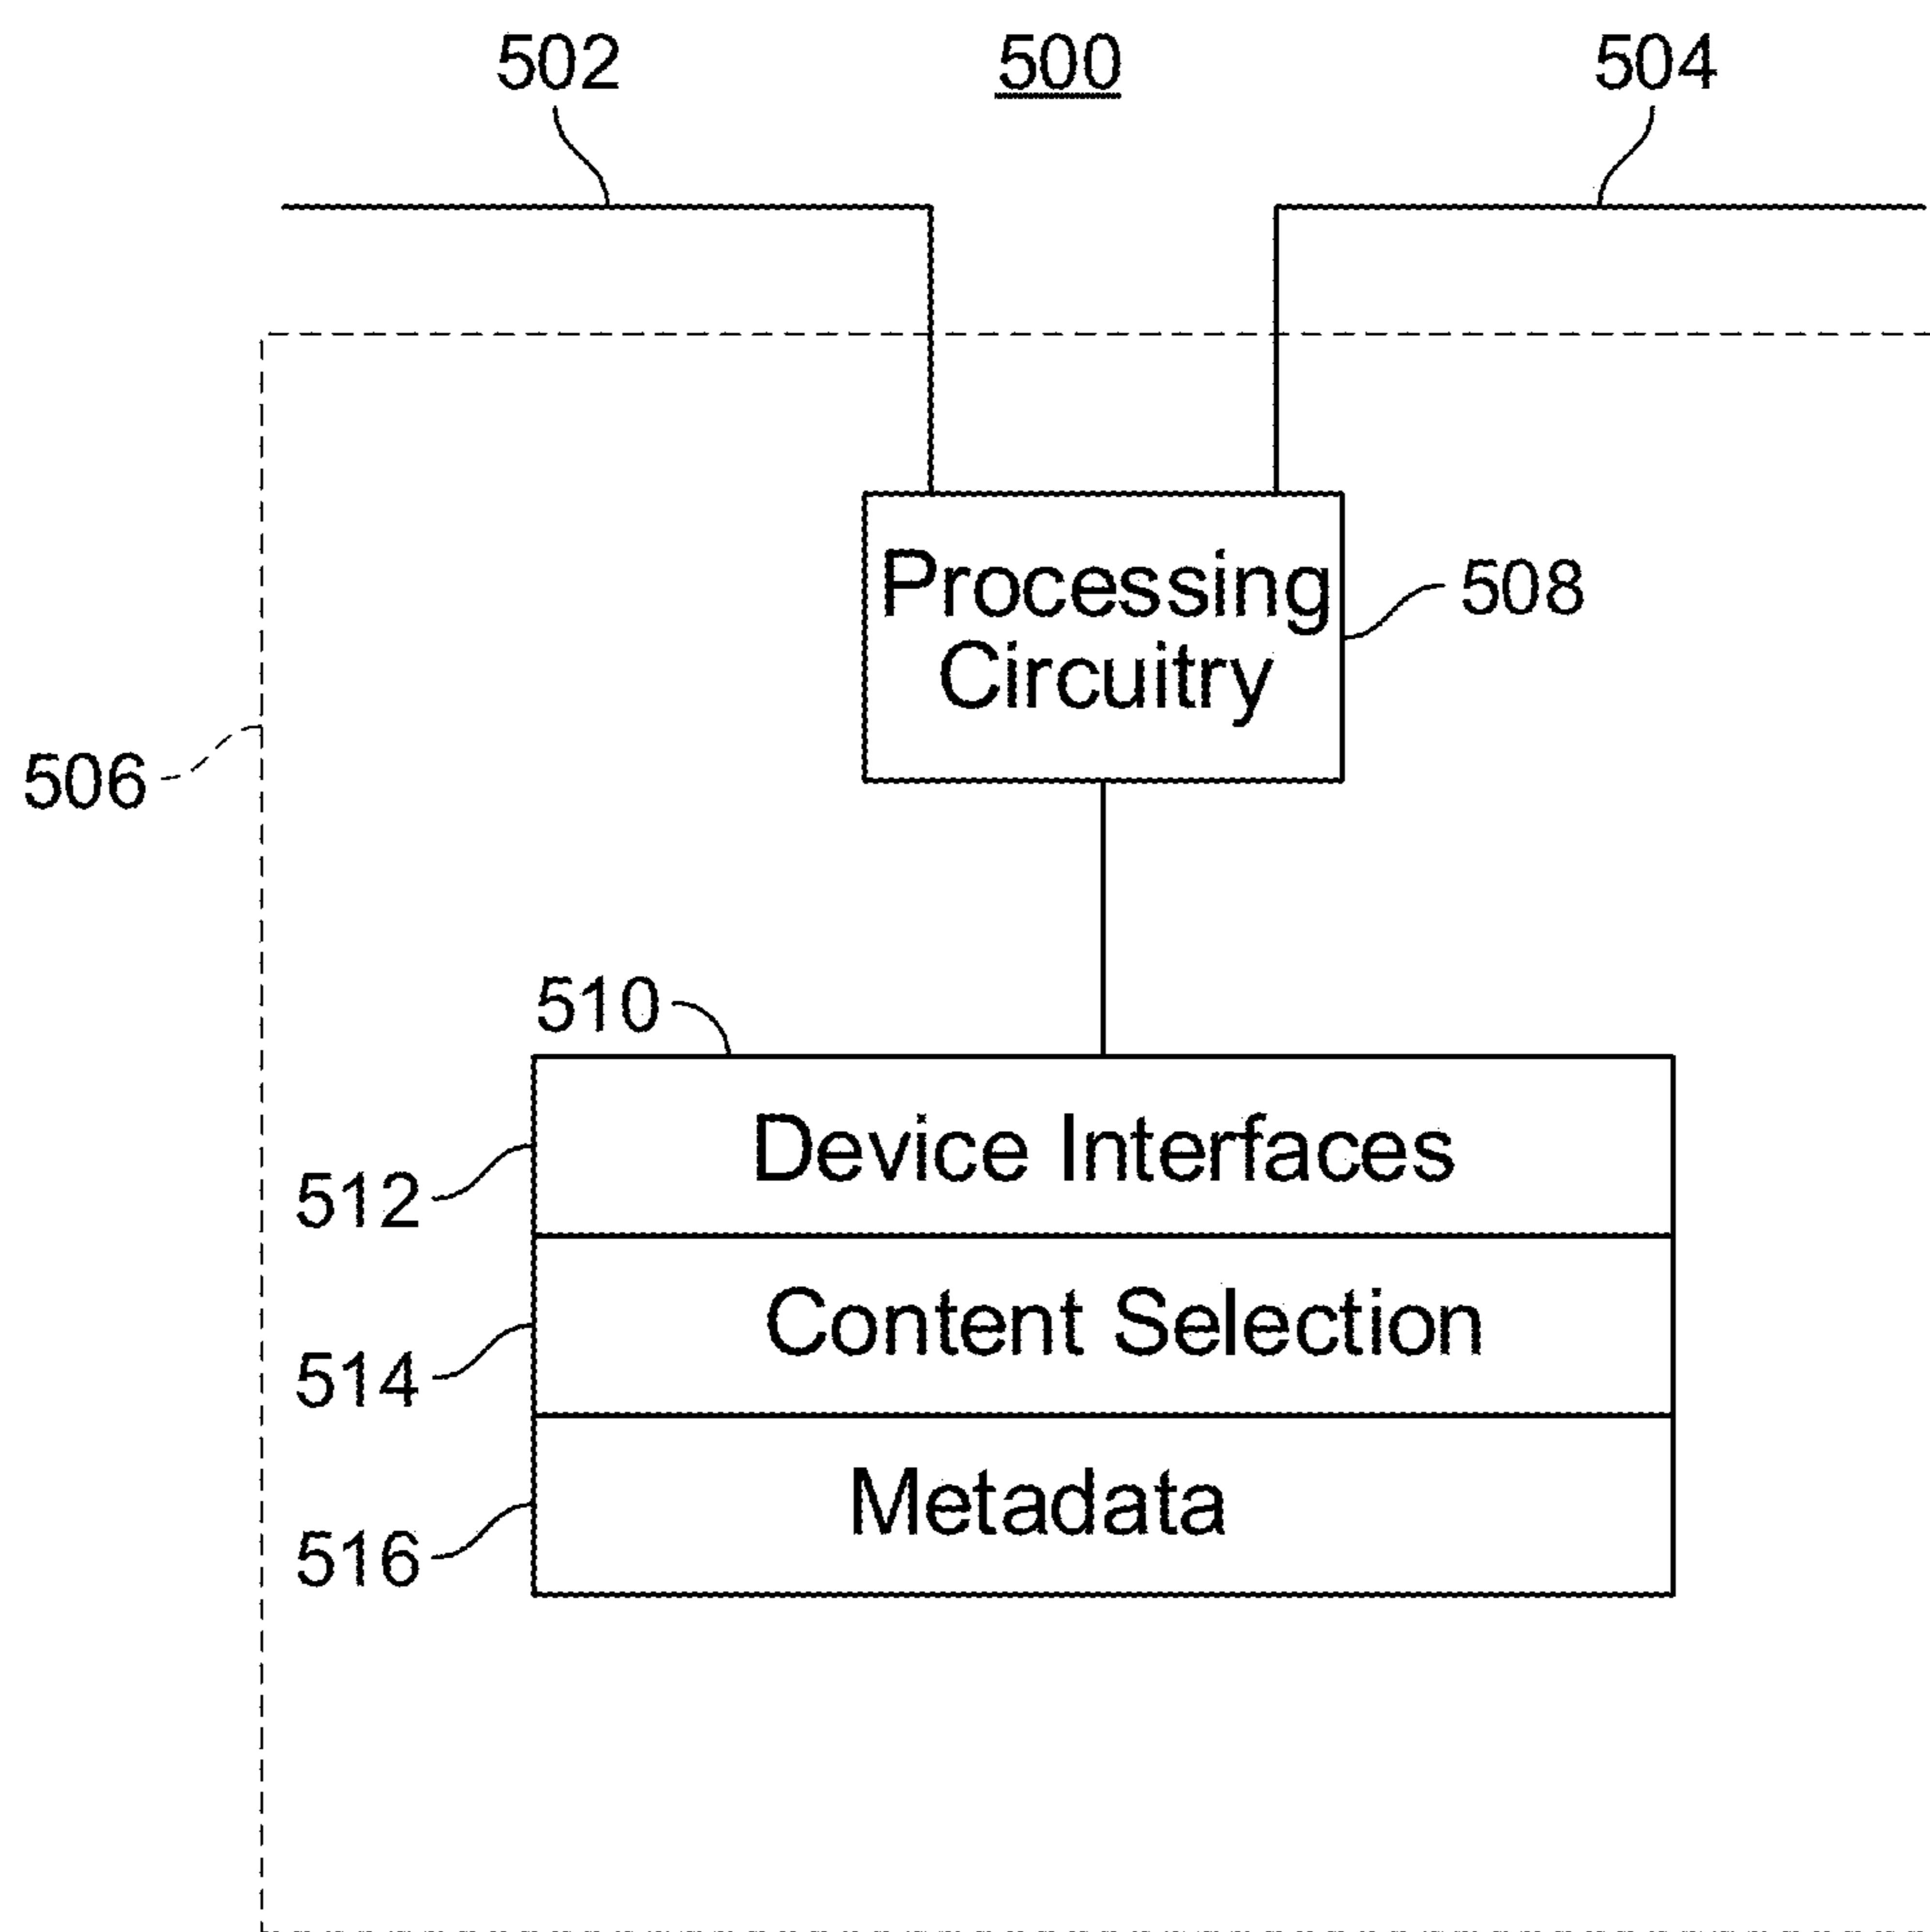 502
500
504
Processing
Circuitry
508
506
510
Device Interfaces
512
Content Selection
514
Metadata
516